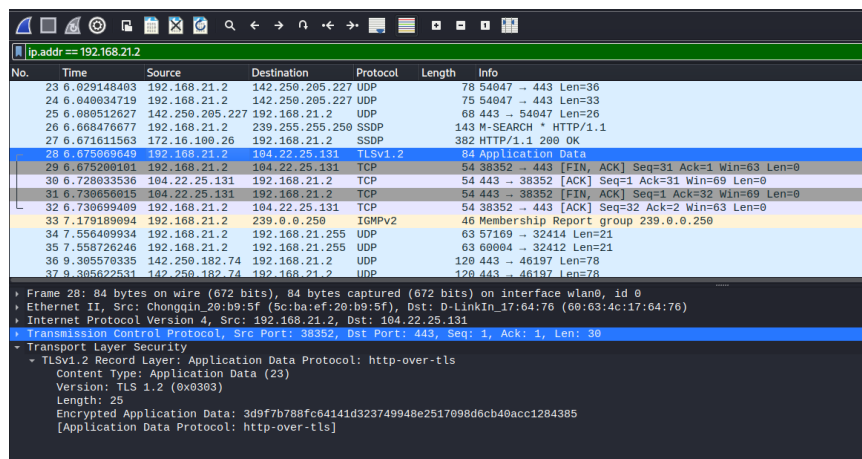 ip.addr == 192.168.21.2
No. Time Source Destination Protocol Length Info
23 6.029148403 192.168.21.2 142.250.205.227 UDP 78 54047 → 443 Len=36
24 6.040034719 192.168.21.2 142.250.205.227 UDP 75 54047 → 443 Len=33
25 6.080512627 142.250.205.227 192.168.21.2 UDP 68 443 → 54047 Len=26
26 6.668476677 192.168.21.2 239.255.255.250 SSDP 143 M-SEARCH * HTTP/1.1
27 6.671611563 172.16.100.26 192.168.21.2 SSDP 382 HTTP/1.1 200 OK
28 6.675069649 192.168.21.2 104.22.25.131 TLSv1.2 84 Application Data
29 6.675200101 192.168.21.2 104.22.25.131 TCP 54 38352 → 443 [FIN, ACK] Seq=31 Ack=1 Win=63 Len=0
30 6.728033536 104.22.25.131 192.168.21.2 TCP 54 443 → 38352 [ACK] Seq=1 Ack=31 Win=69 Len=0
31 6.730656015 104.22.25.131 192.168.21.2 TCP 54 443 → 38352 [FIN, ACK] Seq=1 Ack=32 Win=69 Len=0
32 6.730699409 192.168.21.2 104.22.25.131 TCP 54 38352 → 443 [ACK] Seq=32 Ack=2 Win=63 Len=0
33 7.179189094 192.168.21.2 239.0.0.250 IGMPv2 46 Membership Report group 239.0.0.250
34 7.556409934 192.168.21.2 192.168.21.255 UDP 63 57169 → 32414 Len=21
35 7.558726246 192.168.21.2 192.168.21.255 UDP 63 60004 → 32412 Len=21
36 9.305570335 142.250.182.74 192.168.21.2 UDP 120 443 → 46197 Len=78
37 9.305622531 142.250.182.74 192.168.21.2 UDP 120 443 → 46197 Len=78
Frame 28: 84 bytes on wire (672 bits), 84 bytes captured (672 bits) on interface wlan0, id 0
Ethernet II, Src: Chongqin_20:b9:5f (5c:ba:ef:20:b9:5f), Dst: D-LinkIn_17:64:76 (60:63:4c:17:64:76)
Internet Protocol Version 4, Src: 192.168.21.2, Dst: 104.22.25.131
Transmission Control Protocol, Src Port: 38352, Dst Port: 443, Seq: 1, Ack: 1, Len: 30
Transport Layer Security
TLSv1.2 Record Layer: Application Data Protocol: http-over-tls
Content Type: Application Data (23)
Version: TLS 1.2 (0x0303)
Length: 25
Encrypted Application Data: 3d9f7b788fc64141d323749948e2517098d6cb40acc1284385
[Application Data Protocol: http-over-tls]